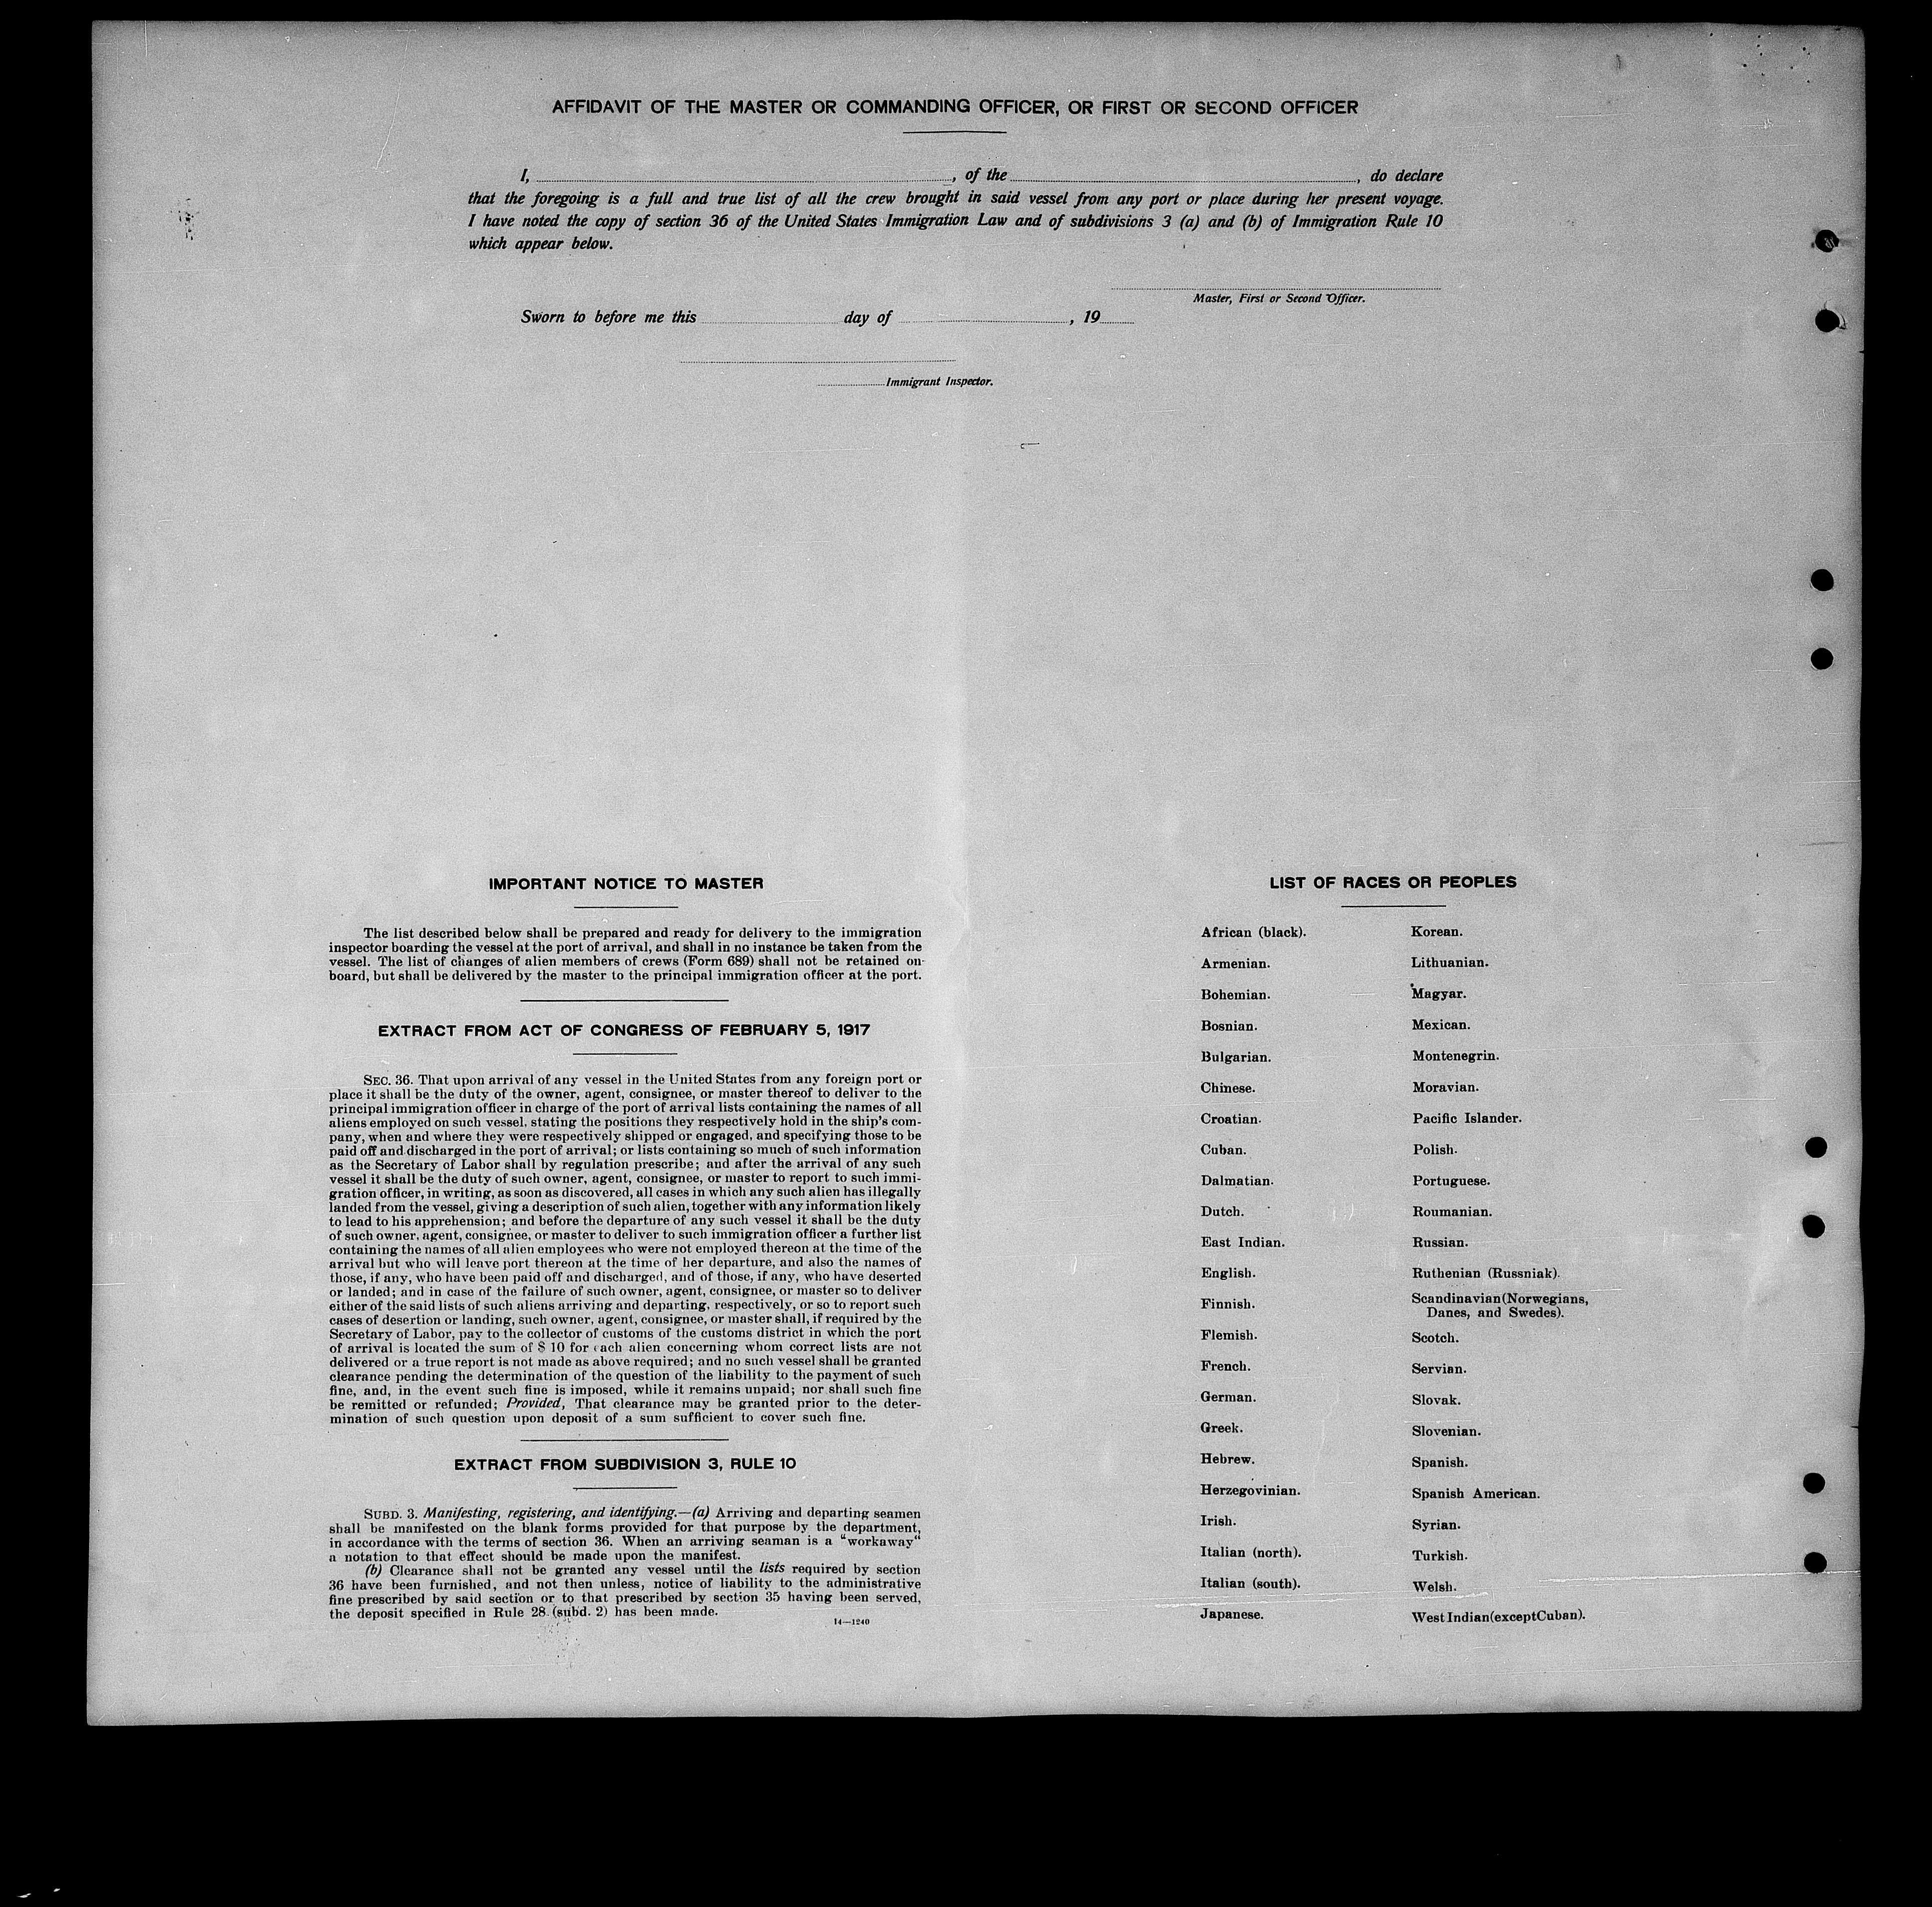 AFFIDAVIT OF THE MASTER OR COMMANDING OFFICER, OR FIRST OR SECOND OFFICER
I, , of the , do declare
that the foregoing is a full and true list of all the crew brought in said vessel from any port or place during her present voyage.
I have noted the copy of section 36 of the United States Immigration Law and of subdivisions 3 (a) and (b) of Immigration Rule 10
which appear below.
Master, First or Second Officer.
Sworn to before me this day of , 19
Immigrant Inspector.
IMPORTANT NOTICE TO MASTER
The list described below shall be prepared and ready for delivery to the immigration
inspector boarding the vessel at the port of arrival, and shall in no instance be taken from the
vessel. The list of changes of alien members of crews (Form 689) shall not be retained on
board, but shall be delivered by the master to the principal immigration officer at the port.
EXTRACT FROM ACT OF CONGRESS OF FEBRUARY 5, 1917
SEC. 36. That upon arrival of any vessel in the United States from any foreign port or
place it shall be the duty of the owner, agent, consignee, or master thereof to deliver to the
principal immigration officer in charge of the port of arrival lists containing the names of all
aliens employed on such vessel, stating the positions they respectively hold in the ship's com-
pany, when and where they were respectively shipped or engaged, and specifying those to be
paid off and discharged in the port of arrival; or lists containing so much of such information
as the Secretary of Labor shall by regulation prescribe; and after the arrival of any such
vessel it shall be the duty of such owner, agent, consignee, or master to report to such immi-
gration officer, in writing, as soon as discovered, all cases in which any such alien has illegally
landed from the vessel, giving a description of such alien, together with any information likely
to lead to his apprehension; and before the departure of any such vessel it shall be the duty
of such owner, agent, consignee, or master to deliver to such immigration officer a further list
containing the names of all alien employees who were not employed thereon at the time of the
arrival but who will leave port thereon at the time of her departure, and also the names of
those, if any, who have been paid off and discharged, and of those, if any, who have deserted
or landed; and in case of the failure of such owner, agent, consignee, or master so to deliver
either of the said lists of such aliens arriving and departing, respectively, or so to report such
cases of desertion or landing, such owner, agent, consignee, or master shall, if required by the
Secretary of Labor, pay to the collector of customs of the customs district in which the port
of arrival is located the sum of $ 10 for each alien concerning whom correct lists are not
delivered or a true report is not made as above required; and no such vessel shall be granted
clearance pending the determination of the question of the liability to the payment of such
fine, and, in the event such fine is imposed, while it remains unpaid; nor shall such fine
be remitted or refunded; Provided, That clearance may be granted prior to the deter-
mination of such question upon deposit of a sum sufficient to cover such fine.
EXTRACT FROM SUBDIVISION 3, RULE 10
SUBD. 3. Manifesting, registering, and identifying.—(a) Arriving and departing seamen
shall be manifested on the blank forms provided for that purpose by the department,
in accordance with the terms of section 36. When an arriving seaman is a “workaway“
a notation to that effect should be made upon the manifest.
(b) Clearance shall not be granted any vessel until the lists required by section
36 have been furnished, and not then unless, notice of liability to the administrative
fine prescribed by said section or to that prescribed by section 35 having been served,
the deposit specified in Rule 28 (subd. 2) has been made.
14—1240
LIST OF RACES OR PEOPLES
African (black).
Armenian.
Bohemian.
Bosnian.
Bulgarian.
Chinese.
Croatian.
Cuban.
Dalmatian.
Dutch.
East Indian.
English.
Finnish.
Flemish.
French.
German.
Greek.
Hebrew.
Herzegovinian.
Irish.
Italian (north).
Italian (south).
Japanese.
Korean.
Lithuanian.
Magyar.
Mexican.
Montenegrin.
Moravian.
Pacific Islander.
Polish.
Portuguese.
Roumanian.
Russian.
Ruthenian (Russniak).
Scandinavian (Norwegians,
Danes, and Swedes).
Scotch.
Servian.
Slovak.
Slovenian.
Spanish.
Spanish American.
Syrian.
Turkish.
Welsh.
West Indian (except Cuban).